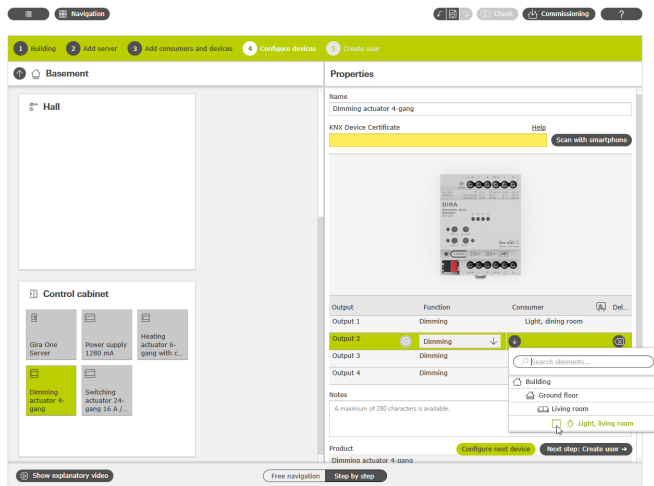 Navigation
Check
Commissioning
?
1 Building 2 Add server 3 Add consumers and devices 4 Configure devices 5 Create user
Basement
Properties
Hall
Name
Dimming actuator 4-gang
KNX Device Certificate
Help
Scan with smartphone
GIRA
Control cabinet
Gira One
Server
Power supply
1280 mA
Heating
actuator 6-
gang with c...
Dimming
actuator 4-
gang
Switching
actuator 24-
gang 16 A /...
Output Function Consumer Del...
Output 1 Dimming Light, dining room
Output 2 Dimming
Output 3 Dimming
Output 4 Dimming
Search elements...
Building
Ground floor
Living room
Light, living room
Notes
A maximum of 280 characters is available.
Product
Configure next device
Next step: Create user →
Dimming actuator 4-gang
Show explanatory video
Free navigation
Step by step